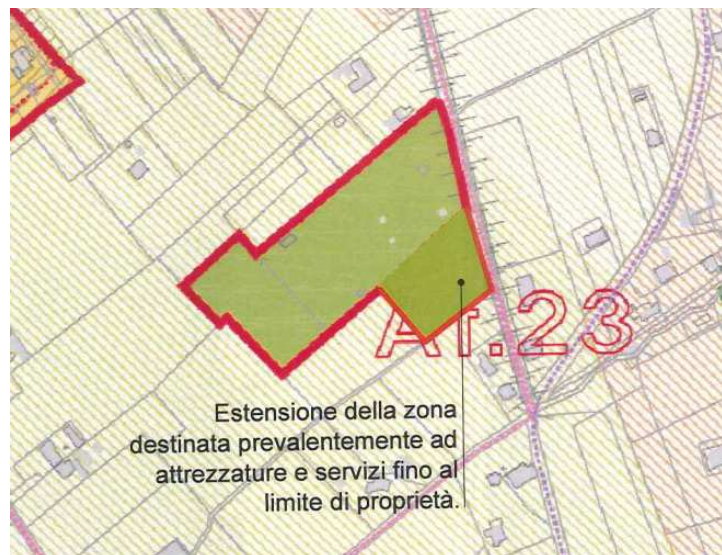 At.23
Estensione della zona
destinata prevalentemente ad
attrezzature e servizi fino al
limite di proprietà.